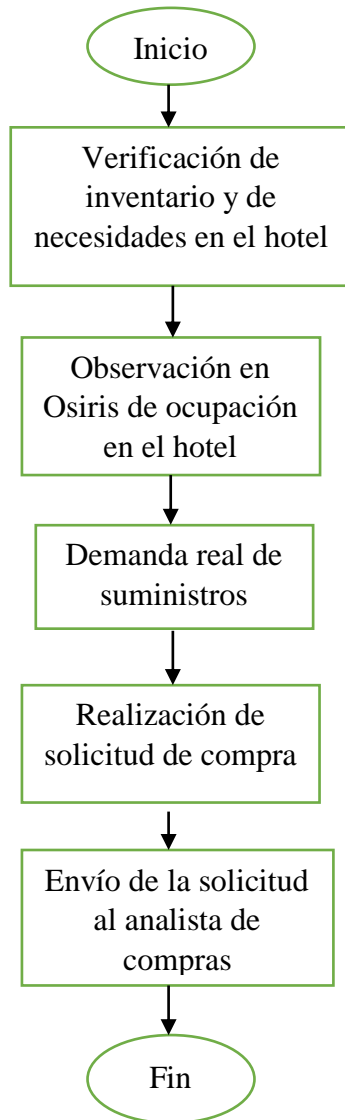 Inicio
Verificación de
inventario y de
necesidades en el hotel
Observación en
Osiris de ocupación
en el hotel
Demanda real de
suministros
Realización de
solicitud de compra
Envío de la solicitud
al analista de
compras
Fin